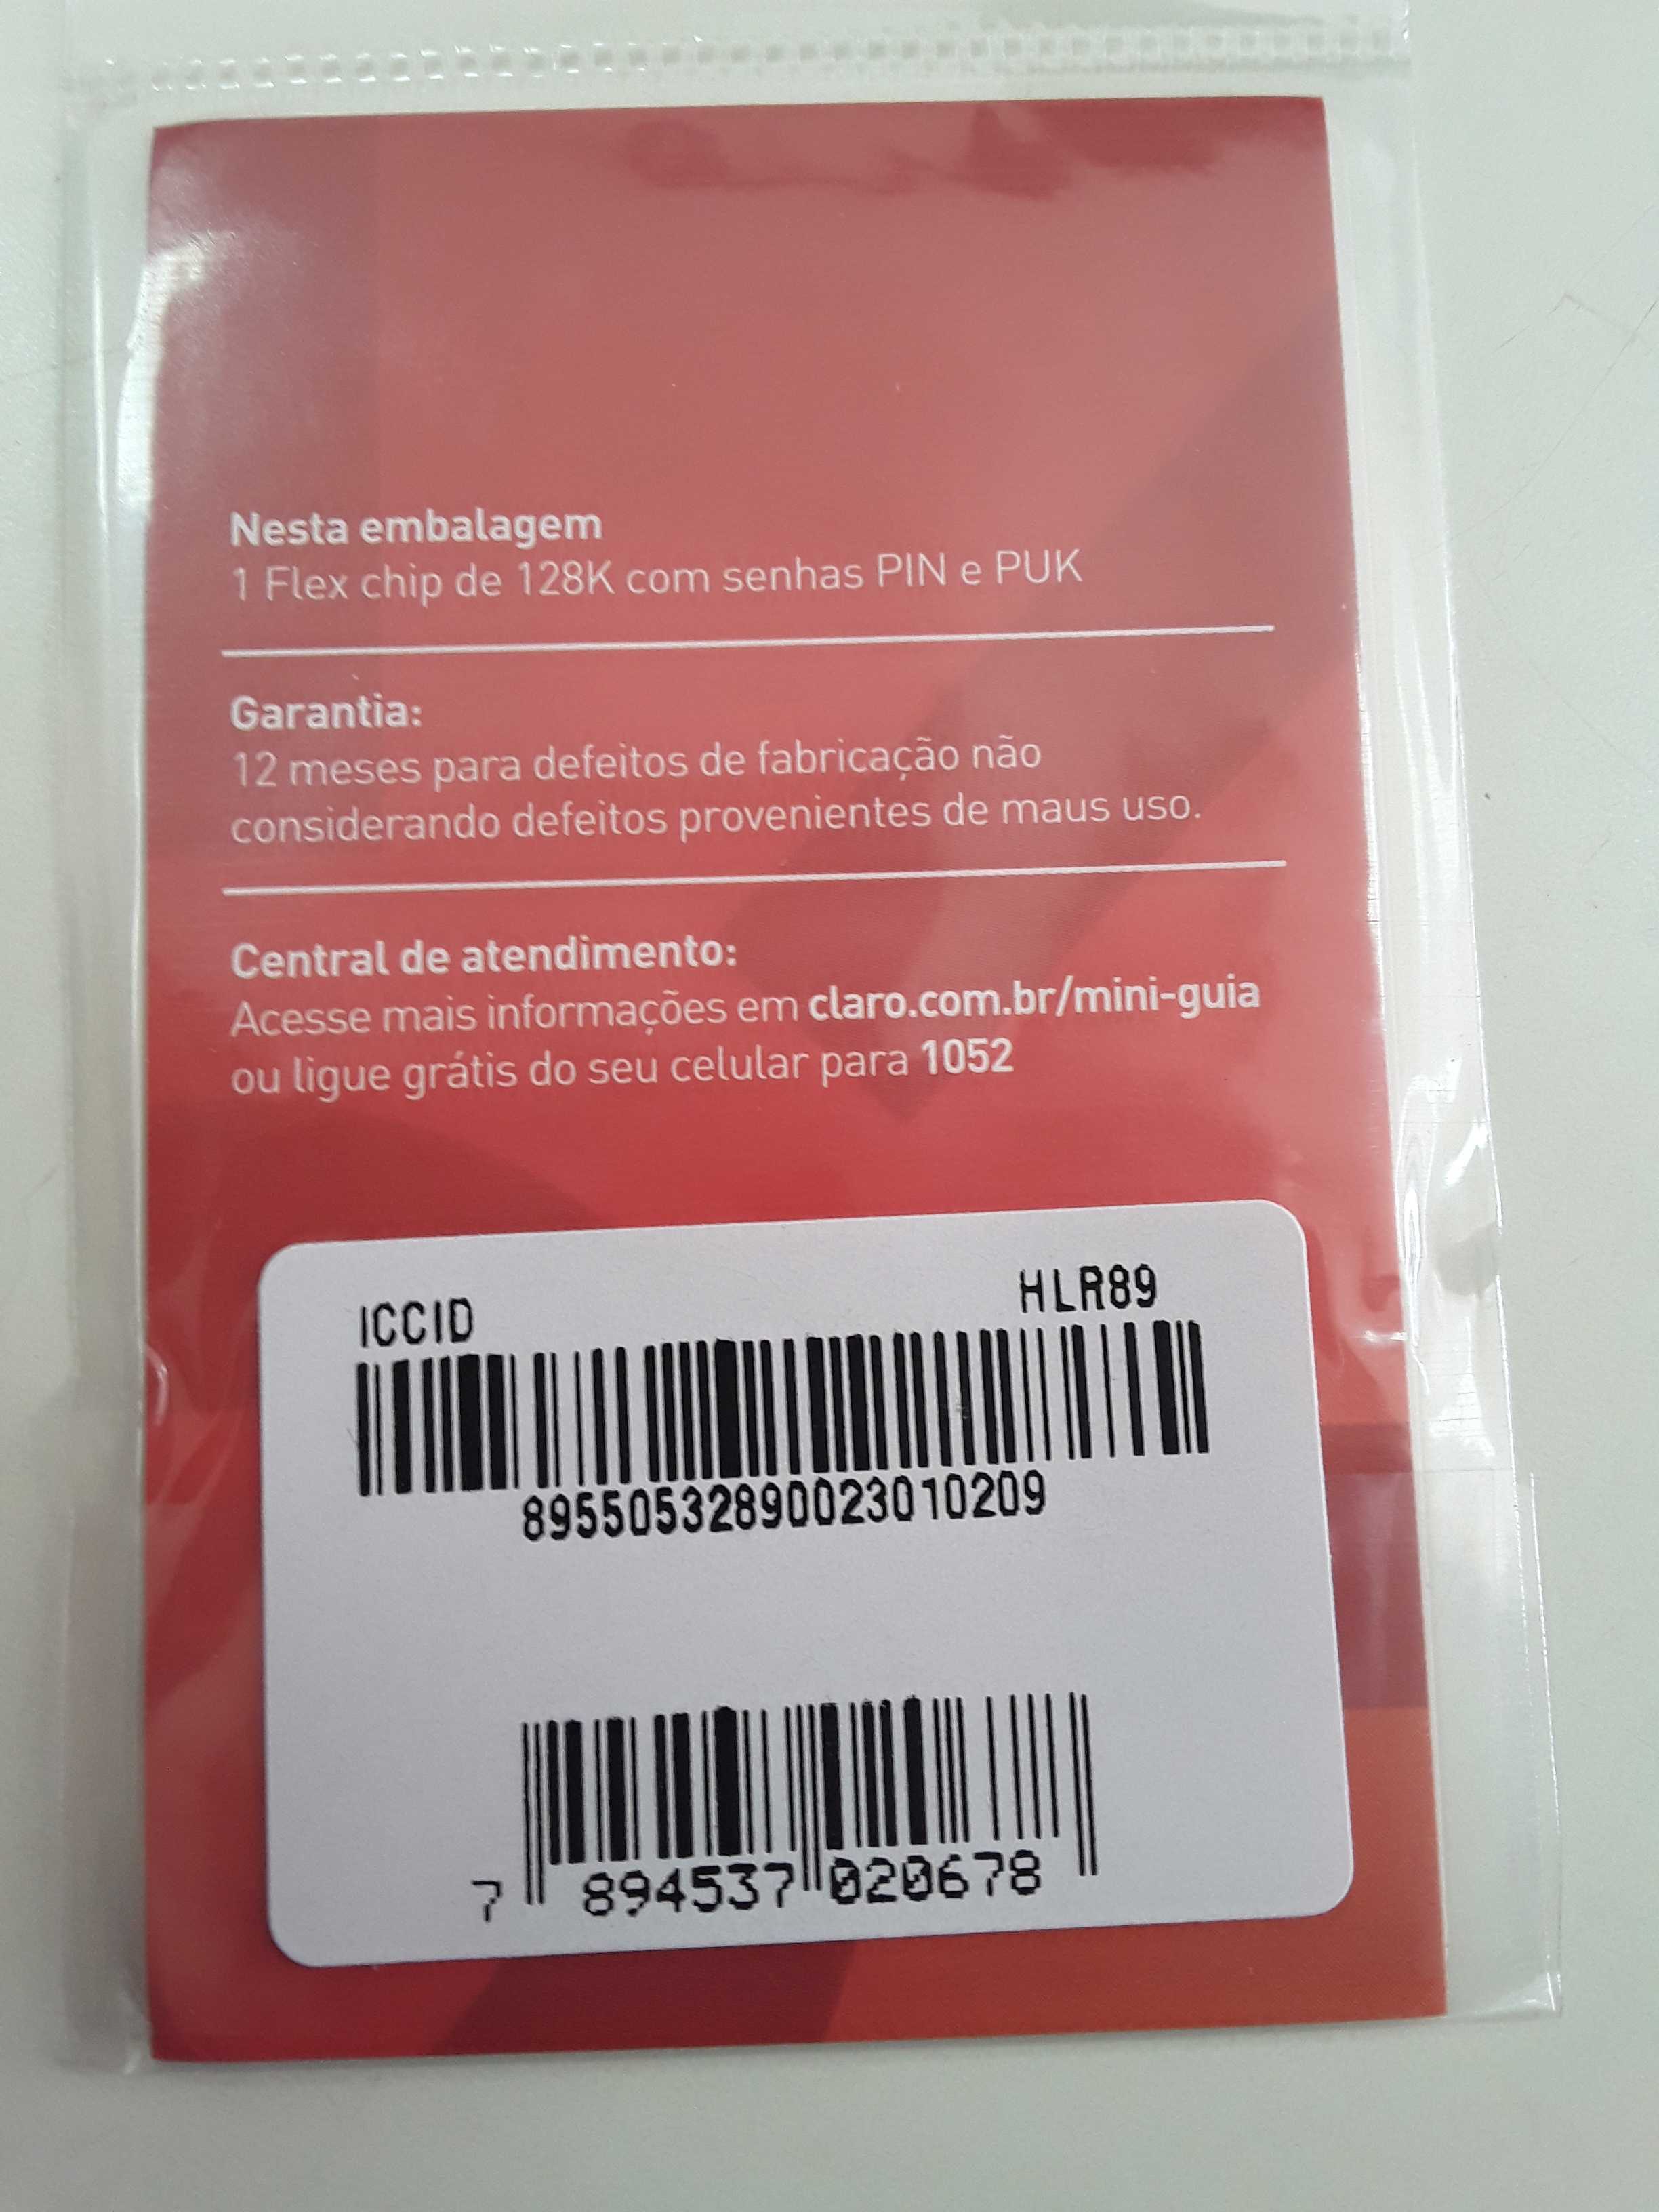 Nesta embalagem
1 Flex chip de 128K com senhas PIN e PUK
Garantia:
12 meses para defeitos de fabricação não
considerando defeitos provenientes de maus uso.
Central de atendimento:
Acesse mais informações em claro.com.br/mini-guia
ou ligue grátis do seu celular para 1052
ICCID HLR89
89550532890023010209
7 894537 020678